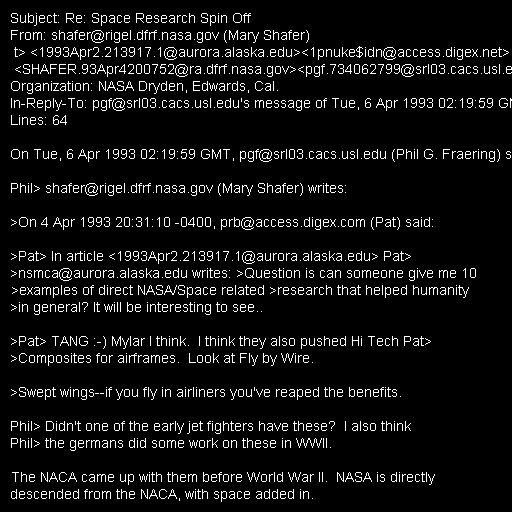 Subject: Re: Space Research Spin Off
From: shafer@rigel.dfrf.nasa.gov (Mary Shafer)
t> <1993Apr2.213917.1@aurora.alaska.edu><1pnuke$idn@access.digex.net>
<SHAFER.93Apr4200752@ra.dfrf.nasa.gov><pgf.734062799@srl03.cacs.usl.e
Organization: NASA Dryden, Edwards, Cal.
In-Reply-To: pgf@srl03.cacs.usl.edu's message of Tue, 6 Apr 1993 02:19:59 GM
Lines: 64
On Tue, 6 Apr 1993 02:19:59 GMT, pgf@srl03.cacs.usl.edu (Phil G. Fraering) s
Phil> shafer@rigel.dfrf.nasa.gov (Mary Shafer) writes:
>On 4 Apr 1993 20:31:10 -0400, prb@access.digex.com (Pat) said:
>Pat> In article <1993Apr2.213917.1@aurora.alaska.edu> Pat>
>nsmca@aurora.alaska.edu writes: >Question is can someone give me 10
>examples of direct NASA/Space related >research that helped humanity
>in general? It will be interesting to see..
>Pat> TANG :-) Mylar I think.  I think they also pushed Hi Tech Pat>
>Composites for airframes.  Look at Fly by Wire.
>Swept wings--if you fly in airliners you've reaped the benefits.
Phil> Didn't one of the early jet fighters have these?  I also think
Phil> the germans did some work on these in WWII.
The NACA came up with them before World War II.  NASA is directly
descended from the NACA, with space added in.